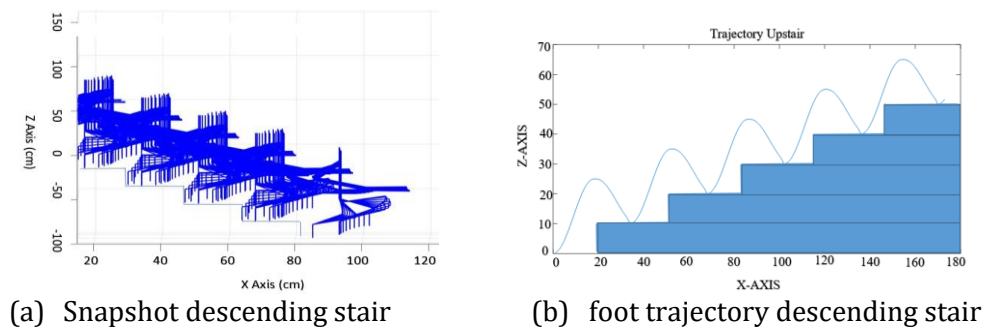 150
100
50
0
-50
-100
Z Axis (cm)
20
40
60
80
100
120
X Axis (cm)
(a) Snapshot descending stair
Trajectory Upstair
70
60
50
40
30
20
10
0
Z-AXIS
0 20 40 60 80 100 120 140 160 180
X-AXIS
(b) foot trajectory descending stair